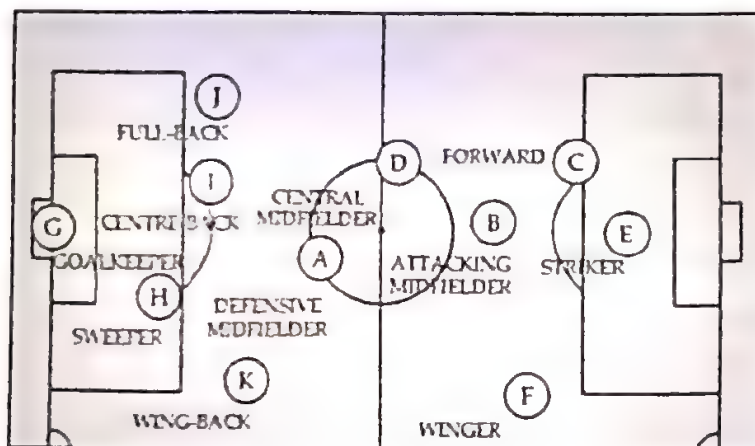 J
FULL-BACK
D
FORWARD
C
I
CENTRAL
MIDFIELDER
G
CENTRE-BACK
B
E
GOALKEEPER
A
ATTACKING
MIDFIELDER
STRIKER
H
DEFENSIVE
MIDFIELDER
SWEEPER
K
F
WING-BACK
WINGER